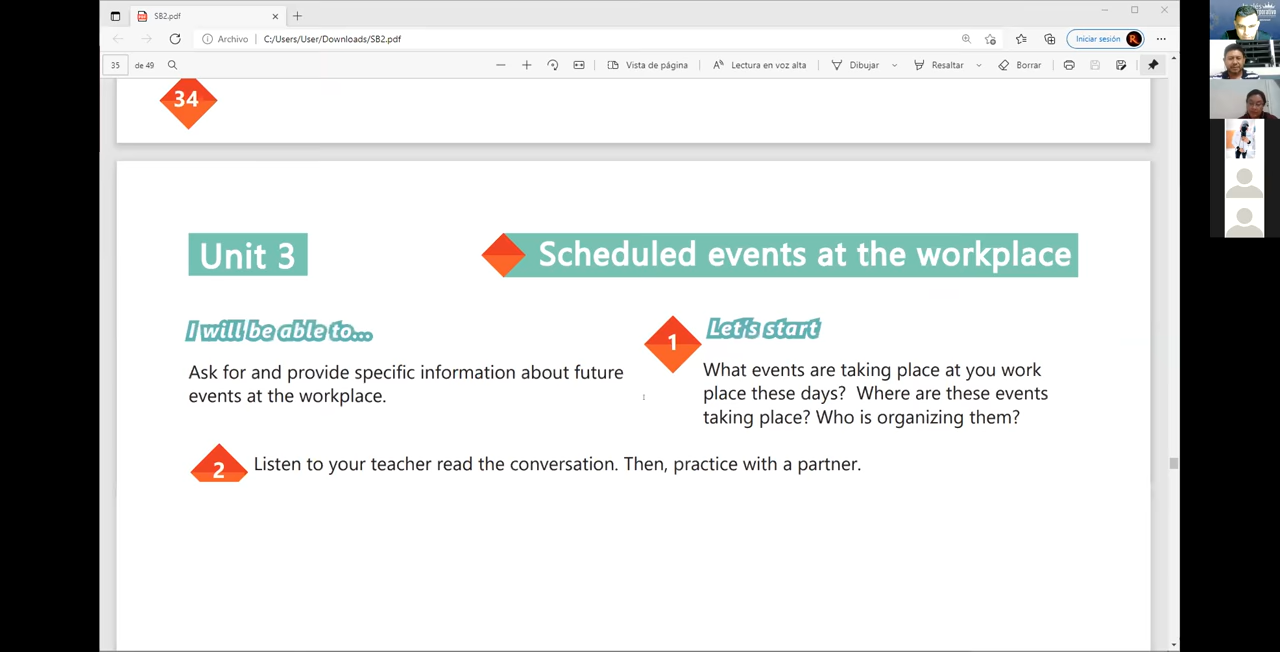 SB2.pdf
Archivo
C:/Users/User/Downloads/SB2.pdf
Iniciar sesión
35
de 49
Vista de página
Lectura en voz alta
Dibujar
Resaltar
Borrar
34
Unit 3
Scheduled events at the workplace
I will be able to...
Ask for and provide specific information about future
events at the workplace.
1
Let's start
What events are taking place at you work
place these days? Where are these events
taking place? Who is organizing them?
2
Listen to your teacher read the conversation. Then, practice with a partner.